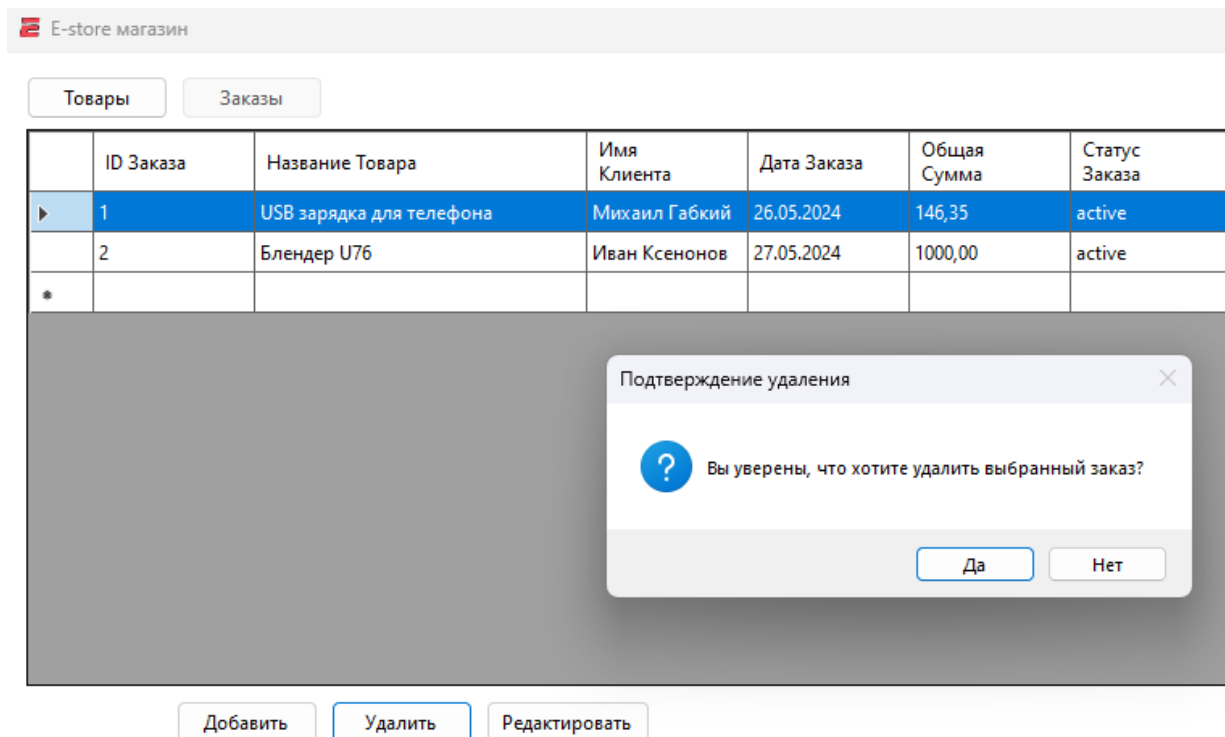 E-store магазин
Товары Заказы
ID Заказа Название Товара Имя Клиента Дата Заказа Общая Сумма Статус Заказа
1 USB зарядка для телефона Михаил Габкий 26.05.2024 146,35 active
2 Блендер U76 Иван Ксенонов 27.05.2024 1000,00 active
Подтверждение удаления
Вы уверены, что хотите удалить выбранный заказ?
Да Нет
Добавить Удалить Редактировать